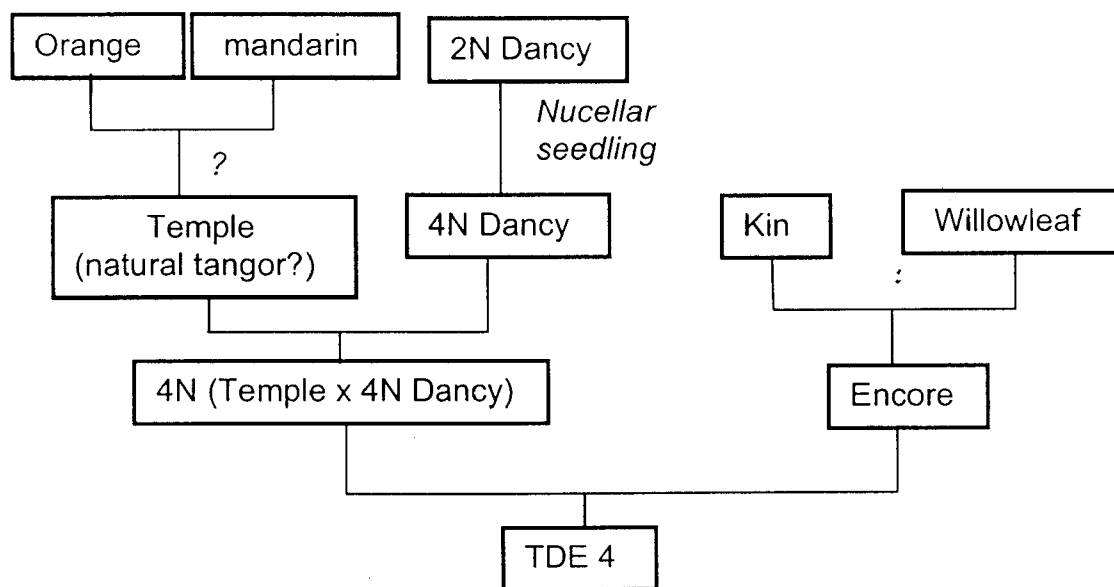 Orange
mandarin
2N Dancy
Nucellar
seedling
?
Temple
(natural tangor?)
4N Dancy
Kin
Willowleaf
:
4N (Temple x 4N Dancy)
Encore
TDE 4